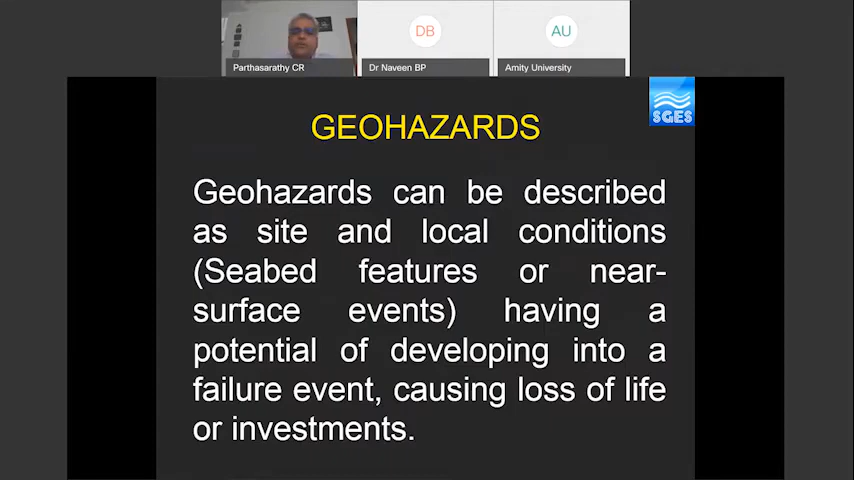 DB
AU
Parthasarathy CR
Dr Naveen BP
Amity University
SGES
GEOHAZARDS
Geohazards can be described
as site and local conditions
(Seabed features or near-
surface events) having a
potential of developing into a
failure event, causing loss of life
or investments.